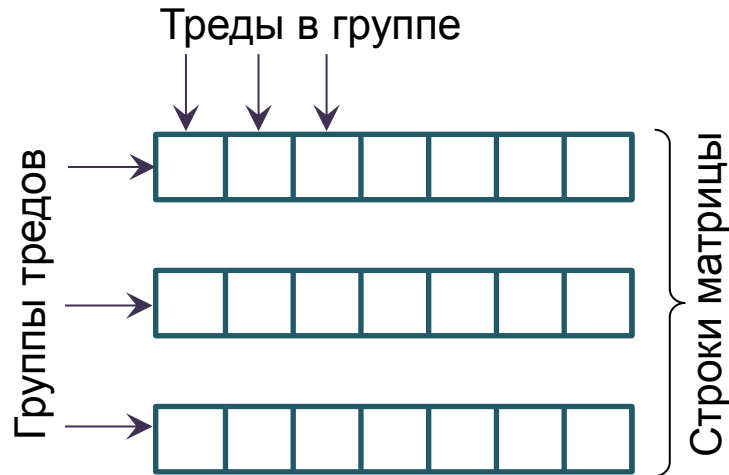 Треды в группе
Группы тредов
Строки матрицы